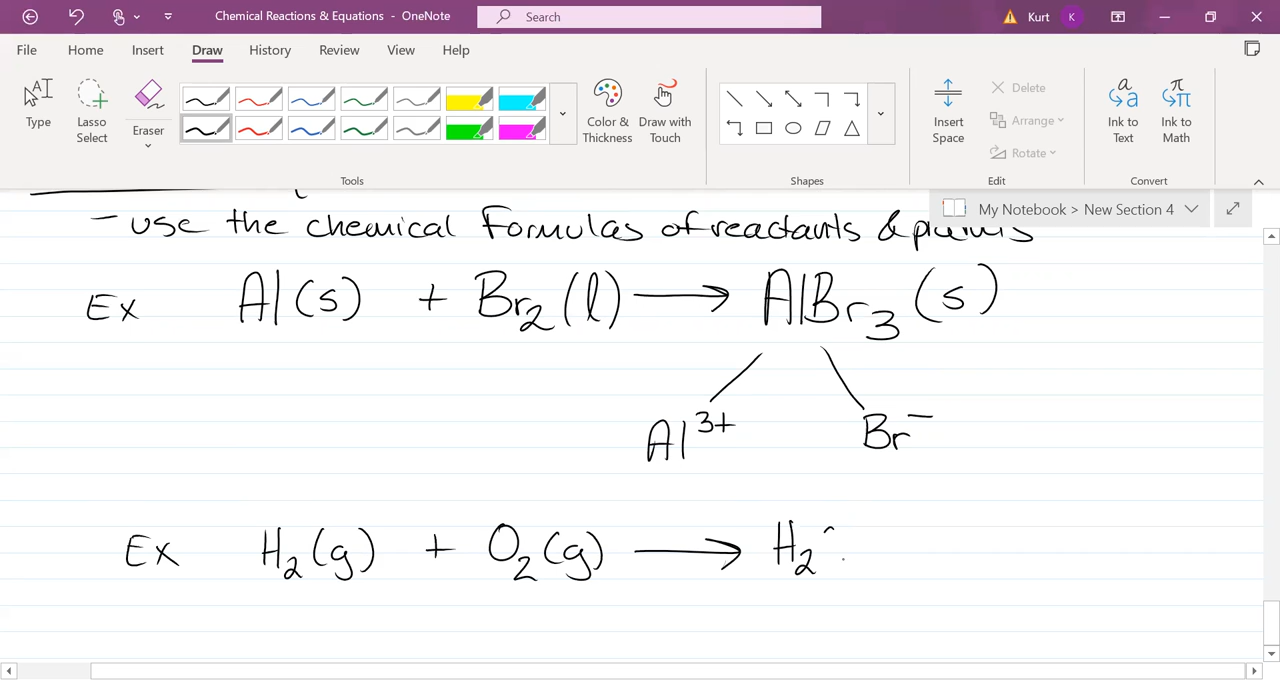 Chemical Reactions & Equations - OneNote
Search
Kurt
K
File Home Insert Draw History Review View Help
Type
Lasso Select
Eraser
Color & Thickness
Draw with Touch
Insert Space
Delete
Arrange
Rotate
Ink to Text
Ink to Math
Tools Shapes Edit Convert
My Notebook > New Section 4
- use the chemical Formulas of reactants &
Ex Al(s) + Br₂(l) → AlBr₃(s)
Al³⁺ Br⁻
Ex H₂(g) + O₂(g) → H₂